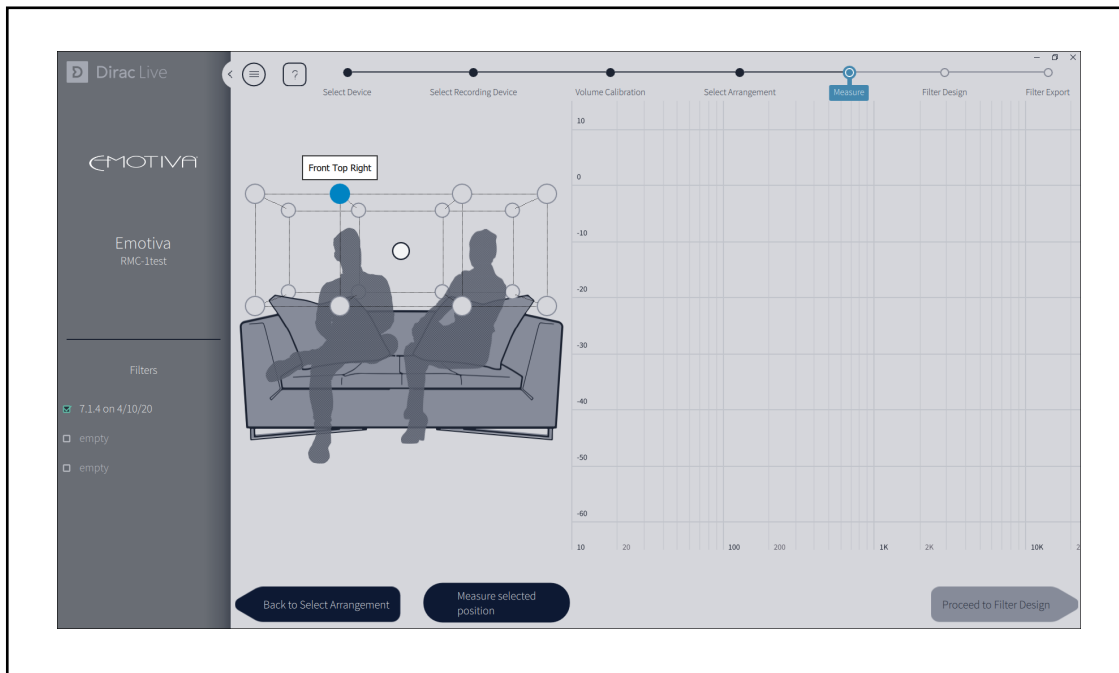 Dirac Live
?
Select Device
Select Recording Device
Volume Calibration
Select Arrangement
Measure
Filter Design
Filter Export
EMOTIVA
Emotiva
RMC-1test
Filters
7.1.4 on 4/10/20
empty
empty
Front Top Right
10
0
-10
-20
-30
-40
-50
-60
10 20 100 200 1K 2K 10K 2
Back to Select Arrangement
Measure selected
position
Proceed to Filter Design